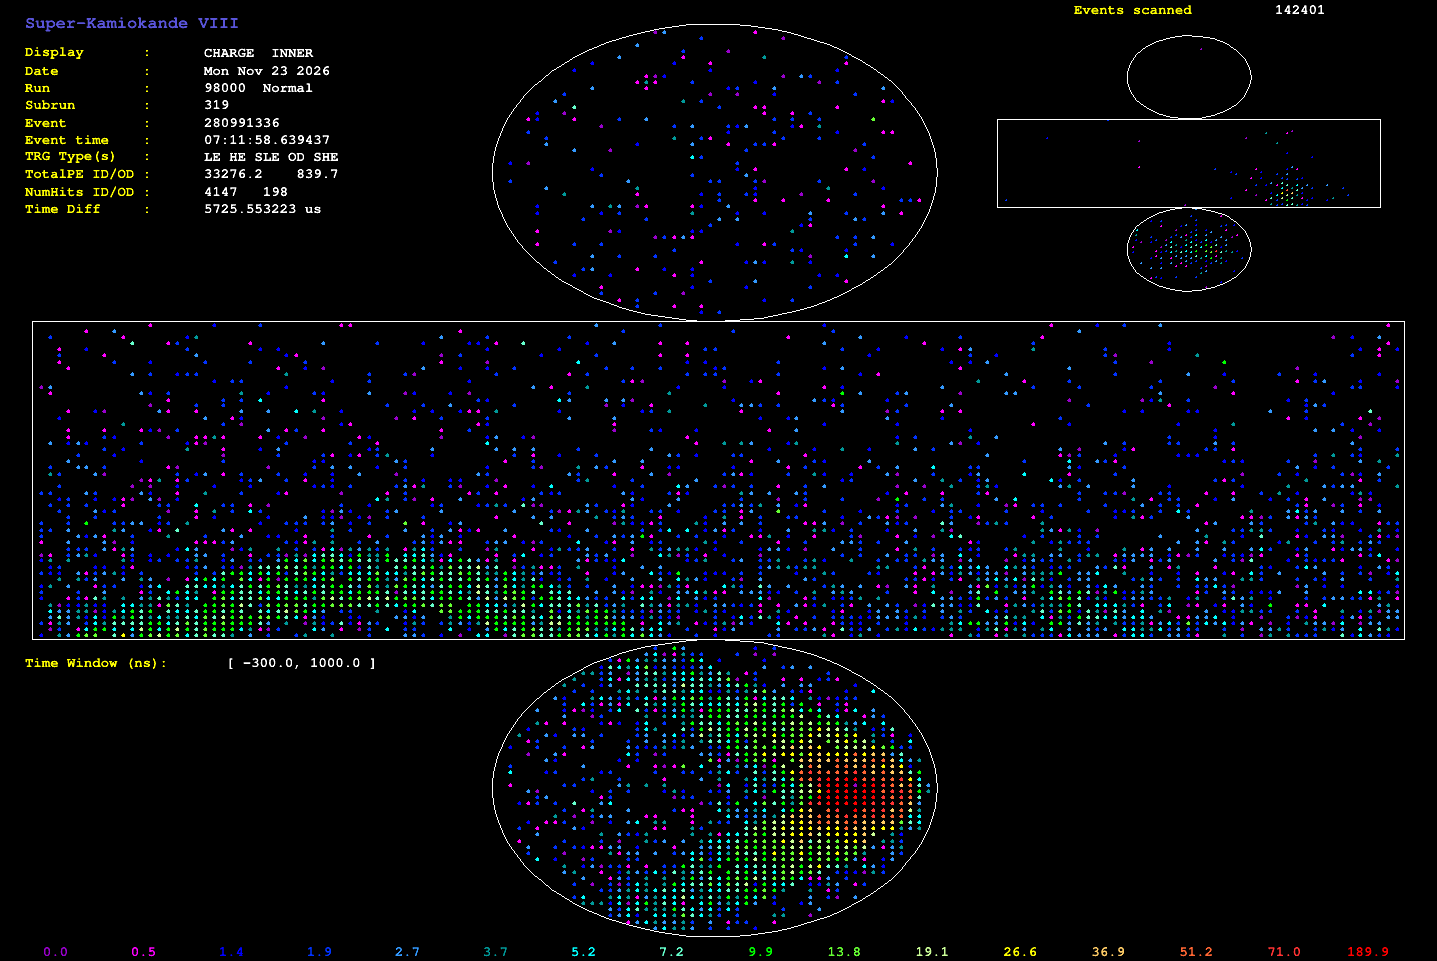 Super-Kamiokande VIII
Events scanned 142401
Display : CHARGE INNER
Date : Mon Nov 23 2026
Run : 98000 Normal
Subrun : 319
Event : 280991336
Event time : 07:11:58.639437
TRG Type(s) : LE HE SLE OD SHE
TotalPE ID/OD : 33276.2 839.7
NumHits ID/OD : 4147 198
Time Diff : 5725.553223 us
Time Window (ns): [ -300.0, 1000.0 ]
0.0 0.5 1.4 1.9 2.7 3.7 5.2 7.2 9.9 13.8 19.1 26.6 36.9 51.2 71.0 189.9